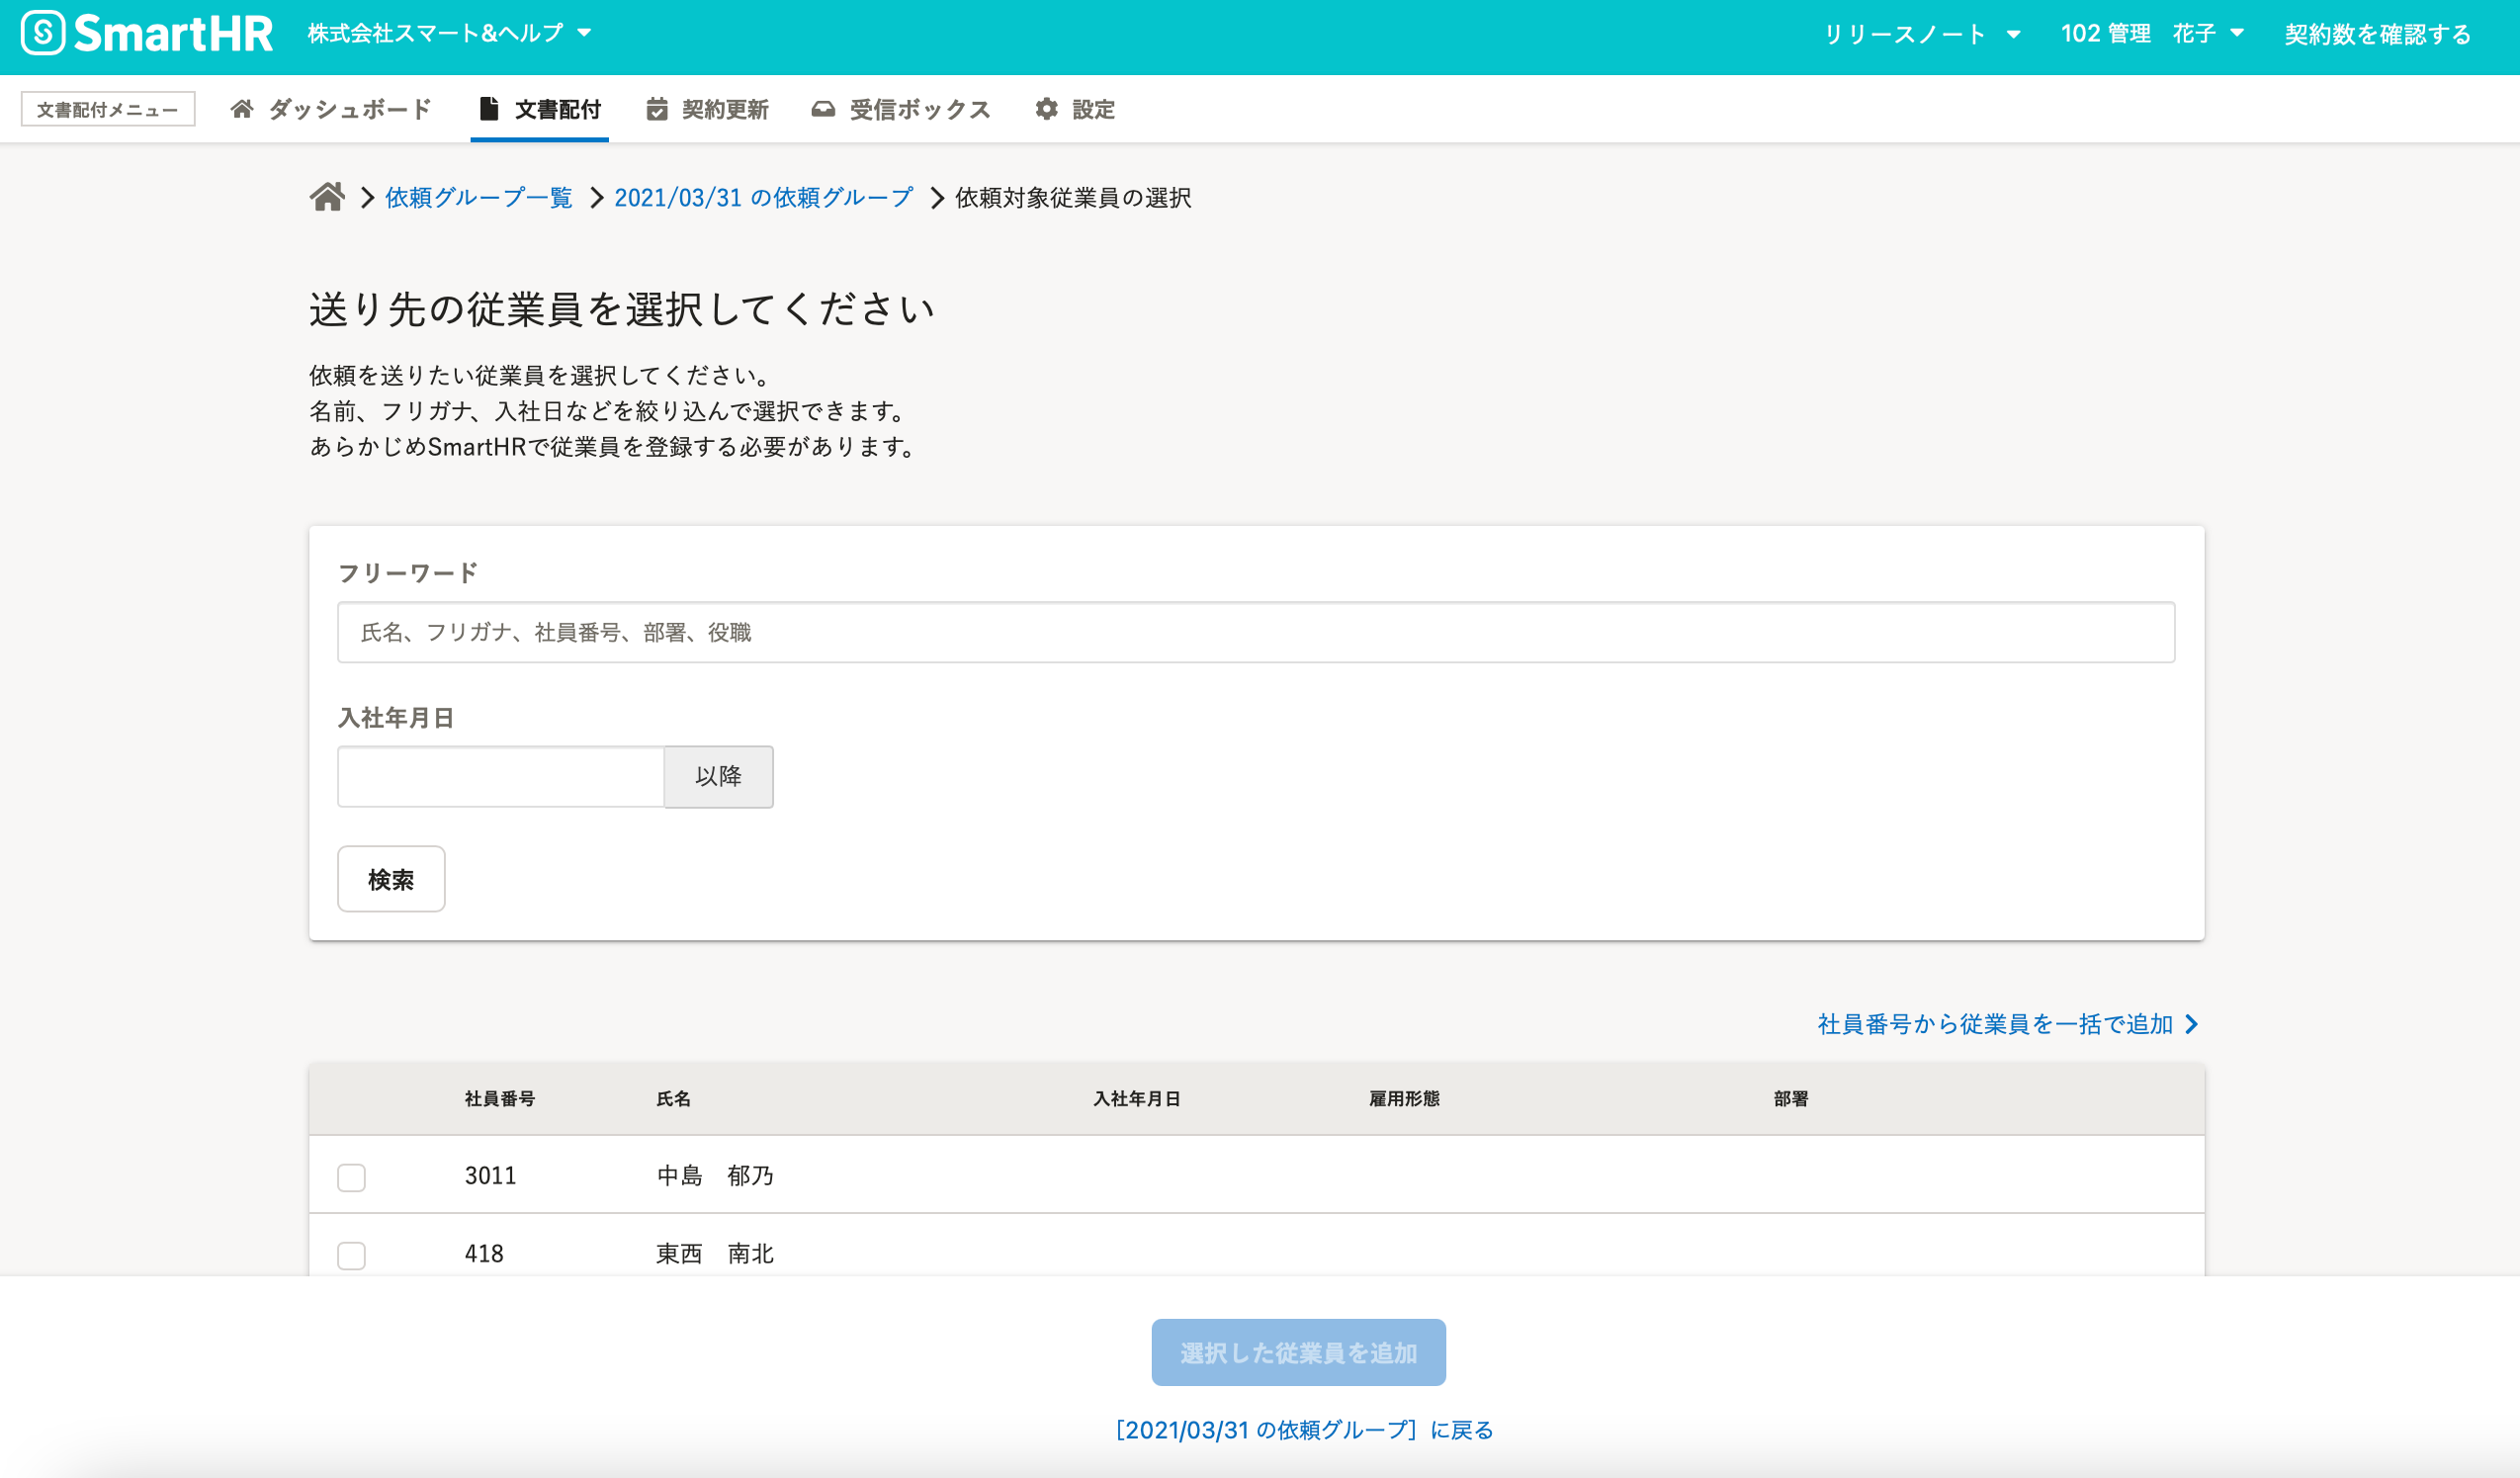 SmartHR 株式会社スマート&ヘルプ リリースノート 102 管理 花子 契約数を確認する
文書配付メニュー ダッシュボード 文書配付 契約更新 受信ボックス 設定
依頼グループ一覧 2021/03/31 の依頼グループ 依頼対象従業員の選択
送り先の従業員を選択してください
依頼を送りたい従業員を選択してください。
名前、フリガナ、入社日などを絞り込んで選択できます。
あらかじめSmartHRで従業員を登録する必要があります。
フリーワード
氏名、フリガナ、社員番号、部署、役職
入社年月日
以降
検索
社員番号から従業員を一括で追加
社員番号 氏名 入社年月日 雇用形態 部署
3011 中島 郁乃
418 東西 南北
選択した従業員を追加
［2021/03/31 の依頼グループ］に戻る